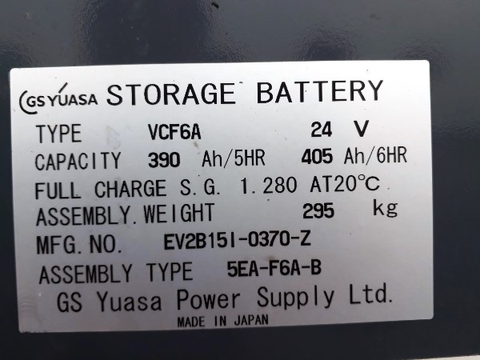 GS YUASA STORAGE BATTERY
TYPE VCF6A 24 V
CAPACITY 390 Ah/5HR 405 Ah/6HR
FULL CHARGE S.G. 1.280 AT20℃
ASSEMBLY.WEIGHT 295 kg
MFG.NO. EV2B15I-0370-Z
ASSEMBLY TYPE 5EA-F6A-B
GS Yuasa Power Supply Ltd.
MADE IN JAPAN